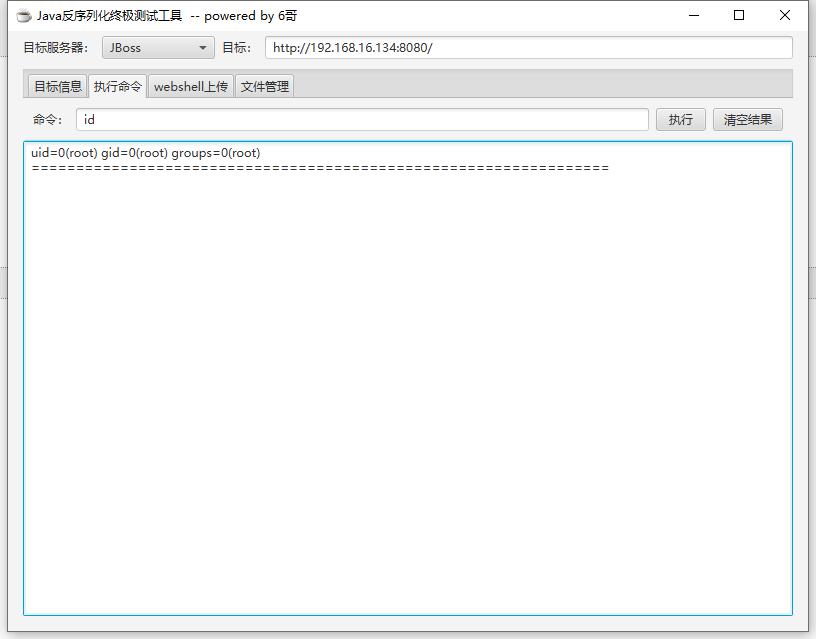 Java反序列化终极测试工具 -- powered by 6哥
目标服务器： JBoss 目标： http://192.168.16.134:8080/
目标信息 执行命令 webshell上传 文件管理
命令： id 执行 清空结果
uid=0(root) gid=0(root) groups=0(root)
=================================================================